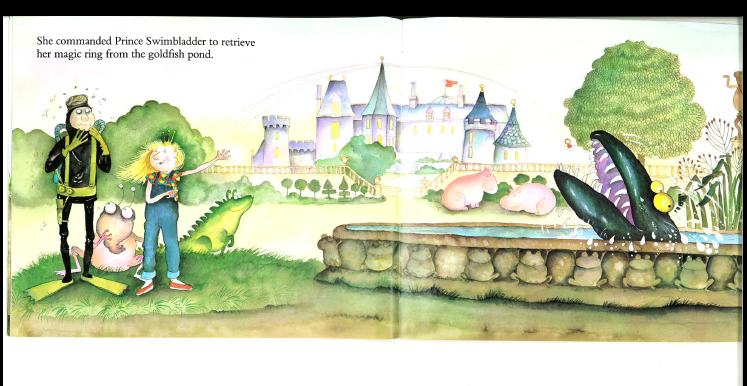 She commanded Prince Swimbladder to retrieve
her magic ring from the goldfish pond.